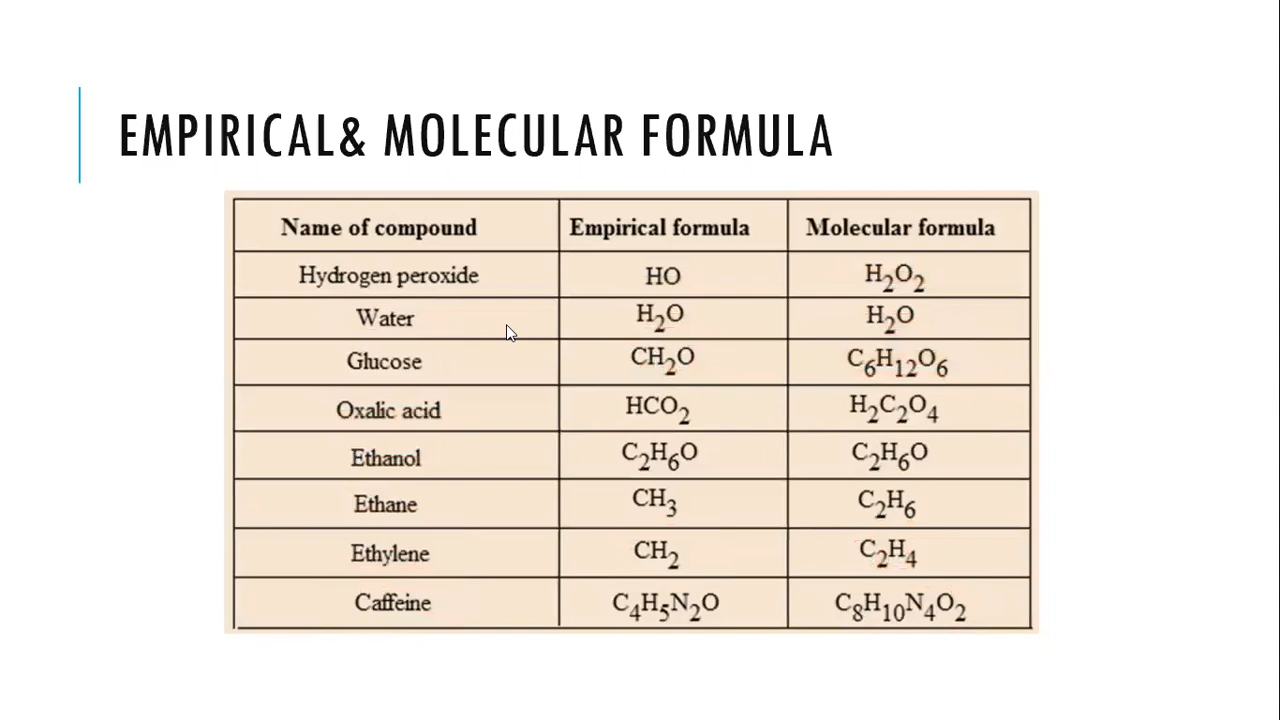 EMPIRICAL& MOLECULAR FORMULA
Name of compound Empirical formula Molecular formula
Hydrogen peroxide HO H₂O₂
Water H₂O H₂O
Glucose CH₂O C₆H₁₂O₆
Oxalic acid HCO₂ H₂C₂O₄
Ethanol C₂H₆O C₂H₆O
Ethane CH₃ C₂H₆
Ethylene CH₂ C₂H₄
Caffeine C₄H₅N₂O C₈H₁₀N₄O₂